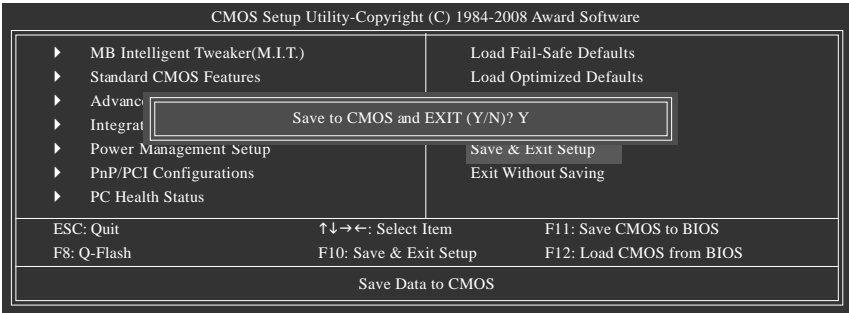 CMOS Setup Utility-Copyright (C) 1984-2008 Award Software
MB Intelligent Tweaker(M.I.T.)
Standard CMOS Features
Power Management Setup
PnP/PCI Configurations
PC Health Status
Load Fail-Safe Defaults
Load Optimized Defaults
Save to CMOS and EXIT (Y/N)? Y
Save & Exit Setup
Exit Without Saving
ESC: Quit ↑↓→←: Select Item F11: Save CMOS to BIOS
F8: Q-Flash F10: Save & Exit Setup F12: Load CMOS from BIOS
Save Data to CMOS